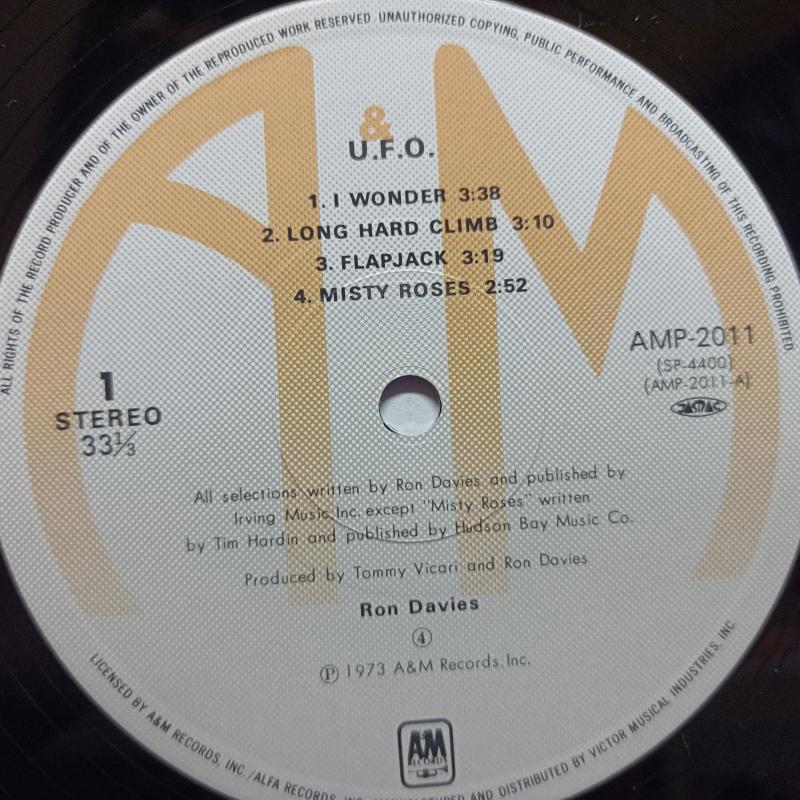 ALL RIGHTS OF THE RECORD PRODUCER AND OF THE OWNER OF THE REPRODUCED WORK RESERVED. UNAUTHORIZED COPYING, PUBLIC PERFORMANCE AND BROADCASTING OF THIS RECORDING PROHIBITED
A&M
U.F.O.
1. I WONDER 3:38
2. LONG HARD CLIMB 3:10
3. FLAPJACK 3:19
4. MISTY ROSES 2:52
1
STEREO
33⅓
AMP-2011
(SP-4400)
(AMP-2011-A)
JASRAC
All selections written by Ron Davies and published by
Irving Music, Inc. except "Misty Roses" written
by Tim Hardin and published by Hudson Bay Music Co.
Produced by Tommy Vicari and Ron Davies
Ron Davies
④
Ⓟ 1973 A&M Records, Inc.
A&M
RECORDS
LICENSED BY A&M RECORDS, INC./ALFA RECORDS, INC. MANUFACTURED AND DISTRIBUTED BY VICTOR MUSICAL INDUSTRIES, INC.